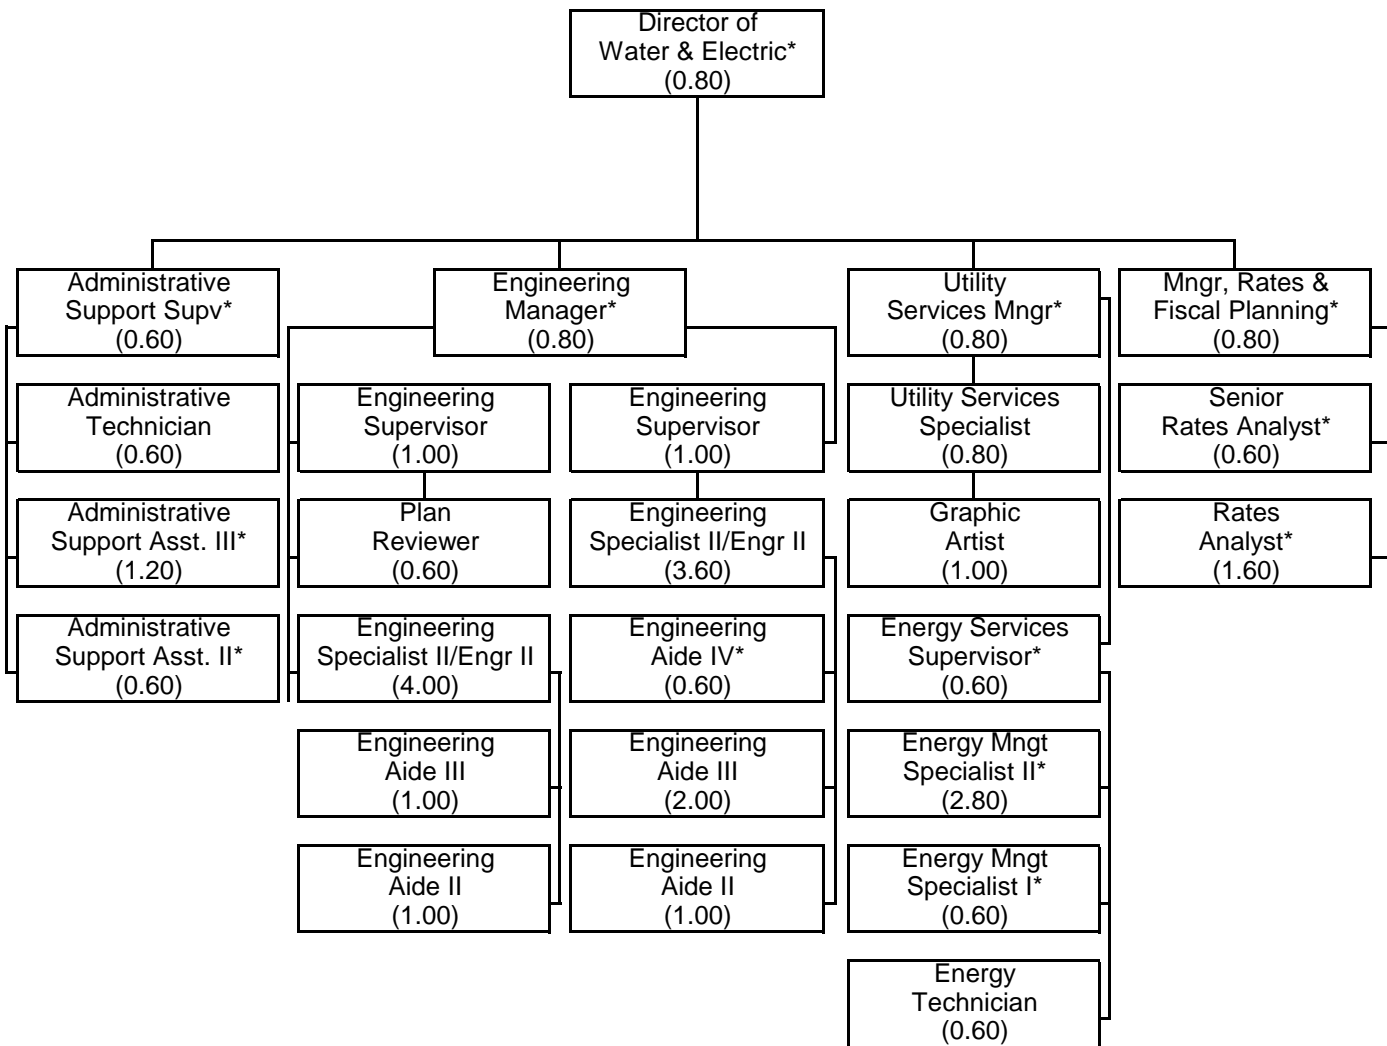 Director of
Water & Electric*
(0.80)
Administrative
Support Supv*
(0.60)
Engineering
Manager*
(0.80)
Utility
Services Mngr*
(0.80)
Mngr, Rates &
Fiscal Planning*
(0.80)
Administrative
Technician
(0.60)
Engineering
Supervisor
(1.00)
Engineering
Supervisor
(1.00)
Utility Services
Specialist
(0.80)
Senior
Rates Analyst*
(0.60)
Administrative
Support Asst. III*
(1.20)
Plan
Reviewer
(0.60)
Engineering
Specialist II/Engr II
(3.60)
Graphic
Artist
(1.00)
Rates
Analyst*
(1.60)
Administrative
Support Asst. II*
(0.60)
Engineering
Specialist II/Engr II
(4.00)
Engineering
Aide IV*
(0.60)
Energy Services
Supervisor*
(0.60)
Engineering
Aide III
(1.00)
Engineering
Aide III
(2.00)
Energy Mngt
Specialist II*
(2.80)
Engineering
Aide II
(1.00)
Engineering
Aide II
(1.00)
Energy Mngt
Specialist I*
(0.60)
Energy
Technician
(0.60)